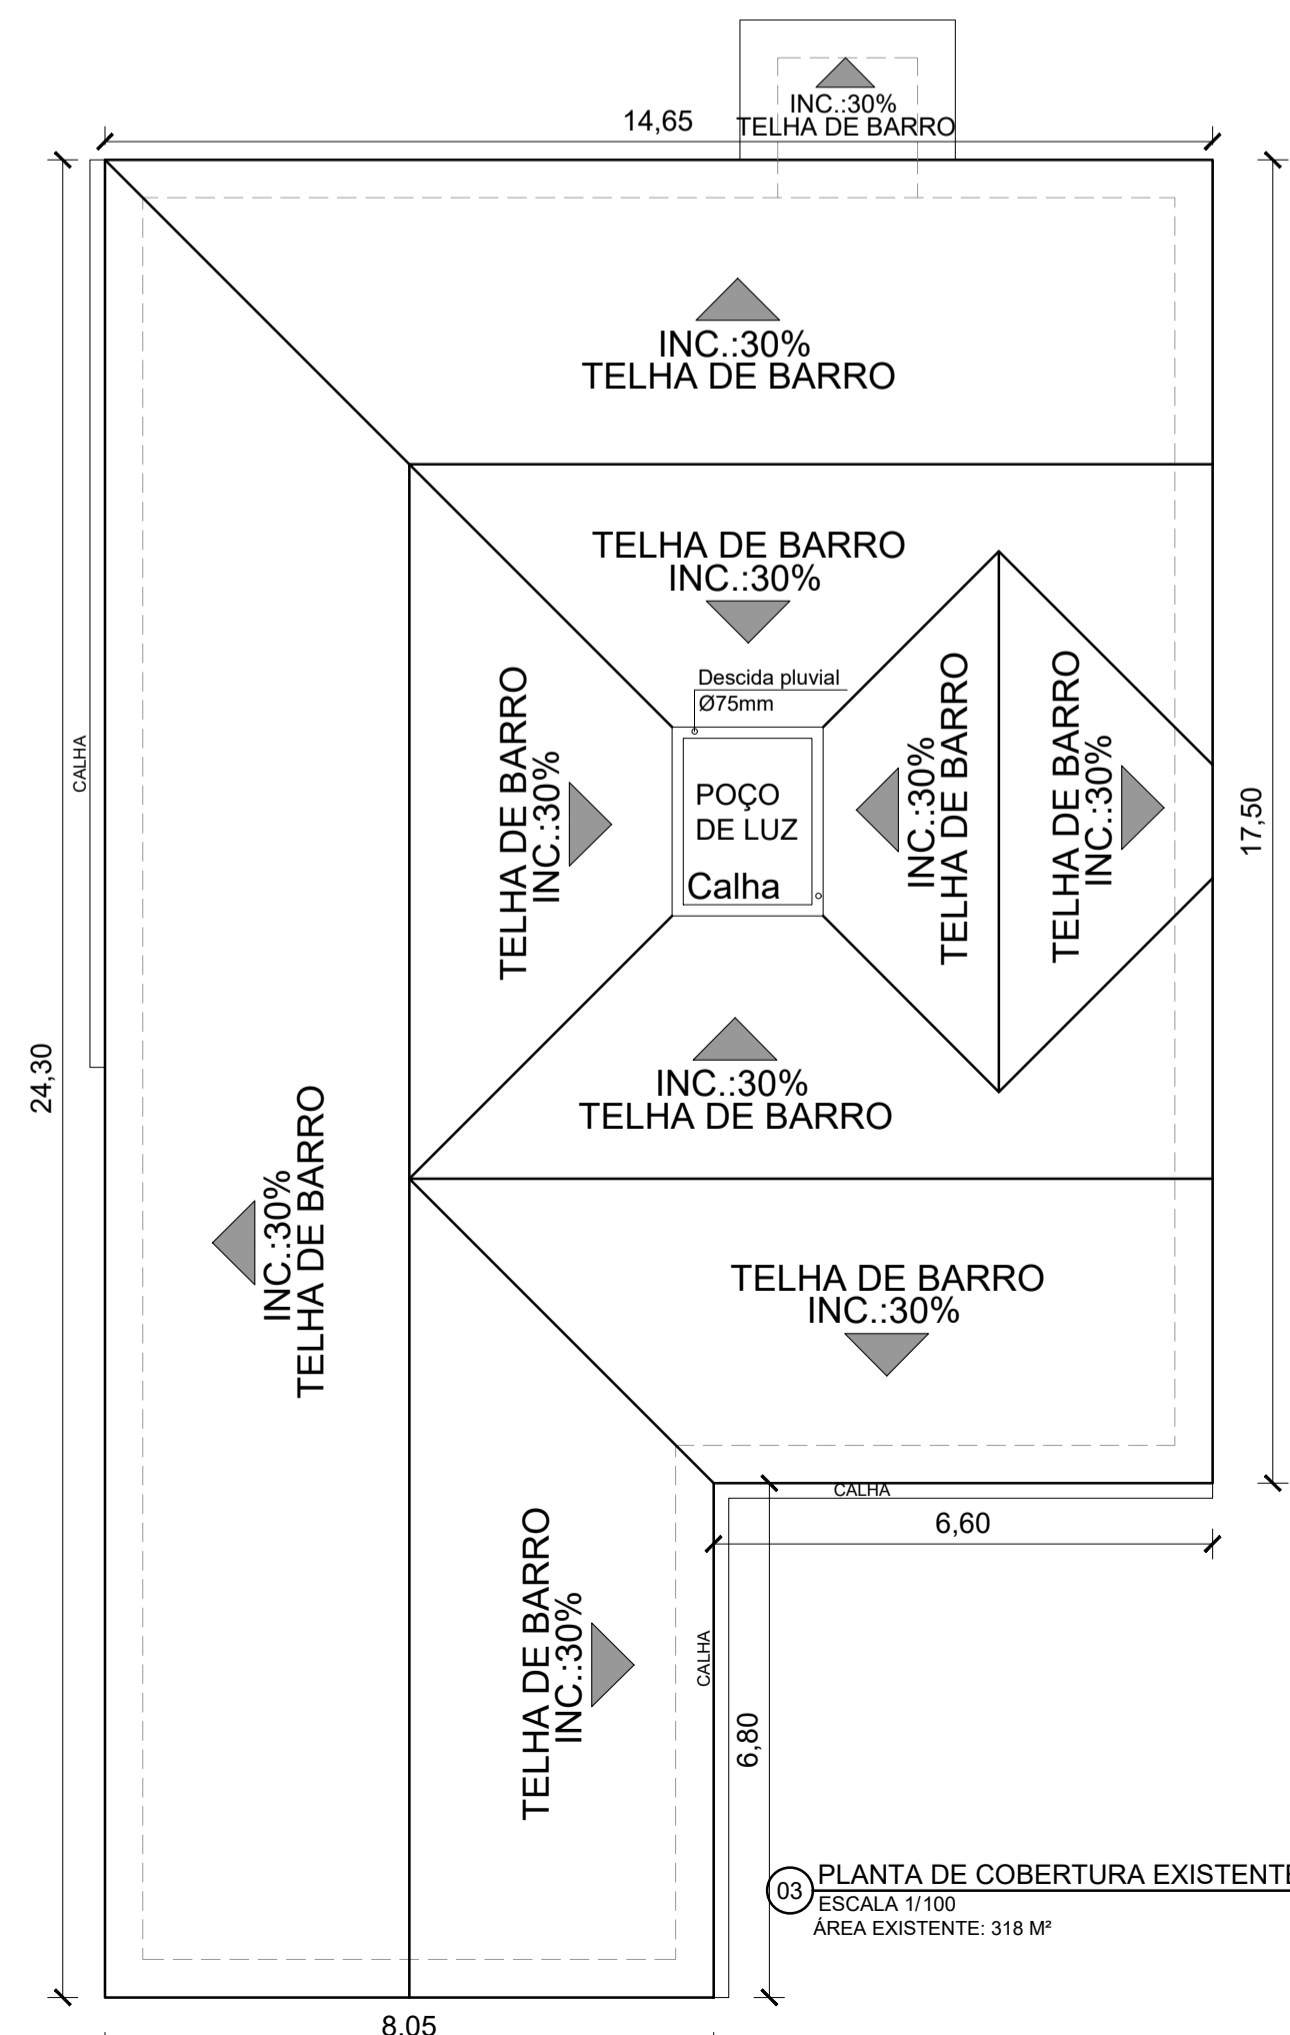 INC.:30%
TELHA DE BARRO
14,65
INC.:30%
TELHA DE BARRO
TELHA DE BARRO
INC.:30%
Descida pluvial
Ø75mm
TELHA DE BARRO
INC.:30%
POÇO
DE LUZ
Calha
INC.:30%
TELHA DE BARRO
TELHA DE BARRO
INC.:30%
CALHA
17,50
24,30
INC.:30%
TELHA DE BARRO
INC.:30%
TELHA DE BARRO
TELHA DE BARRO
INC.:30%
CALHA
6,60
TELHA DE BARRO
INC.:30%
CALHA
6,80
03
PLANTA DE COBERTURA EXISTENTE
ESCALA 1/100
ÁREA EXISTENTE: 318 M²
8,05